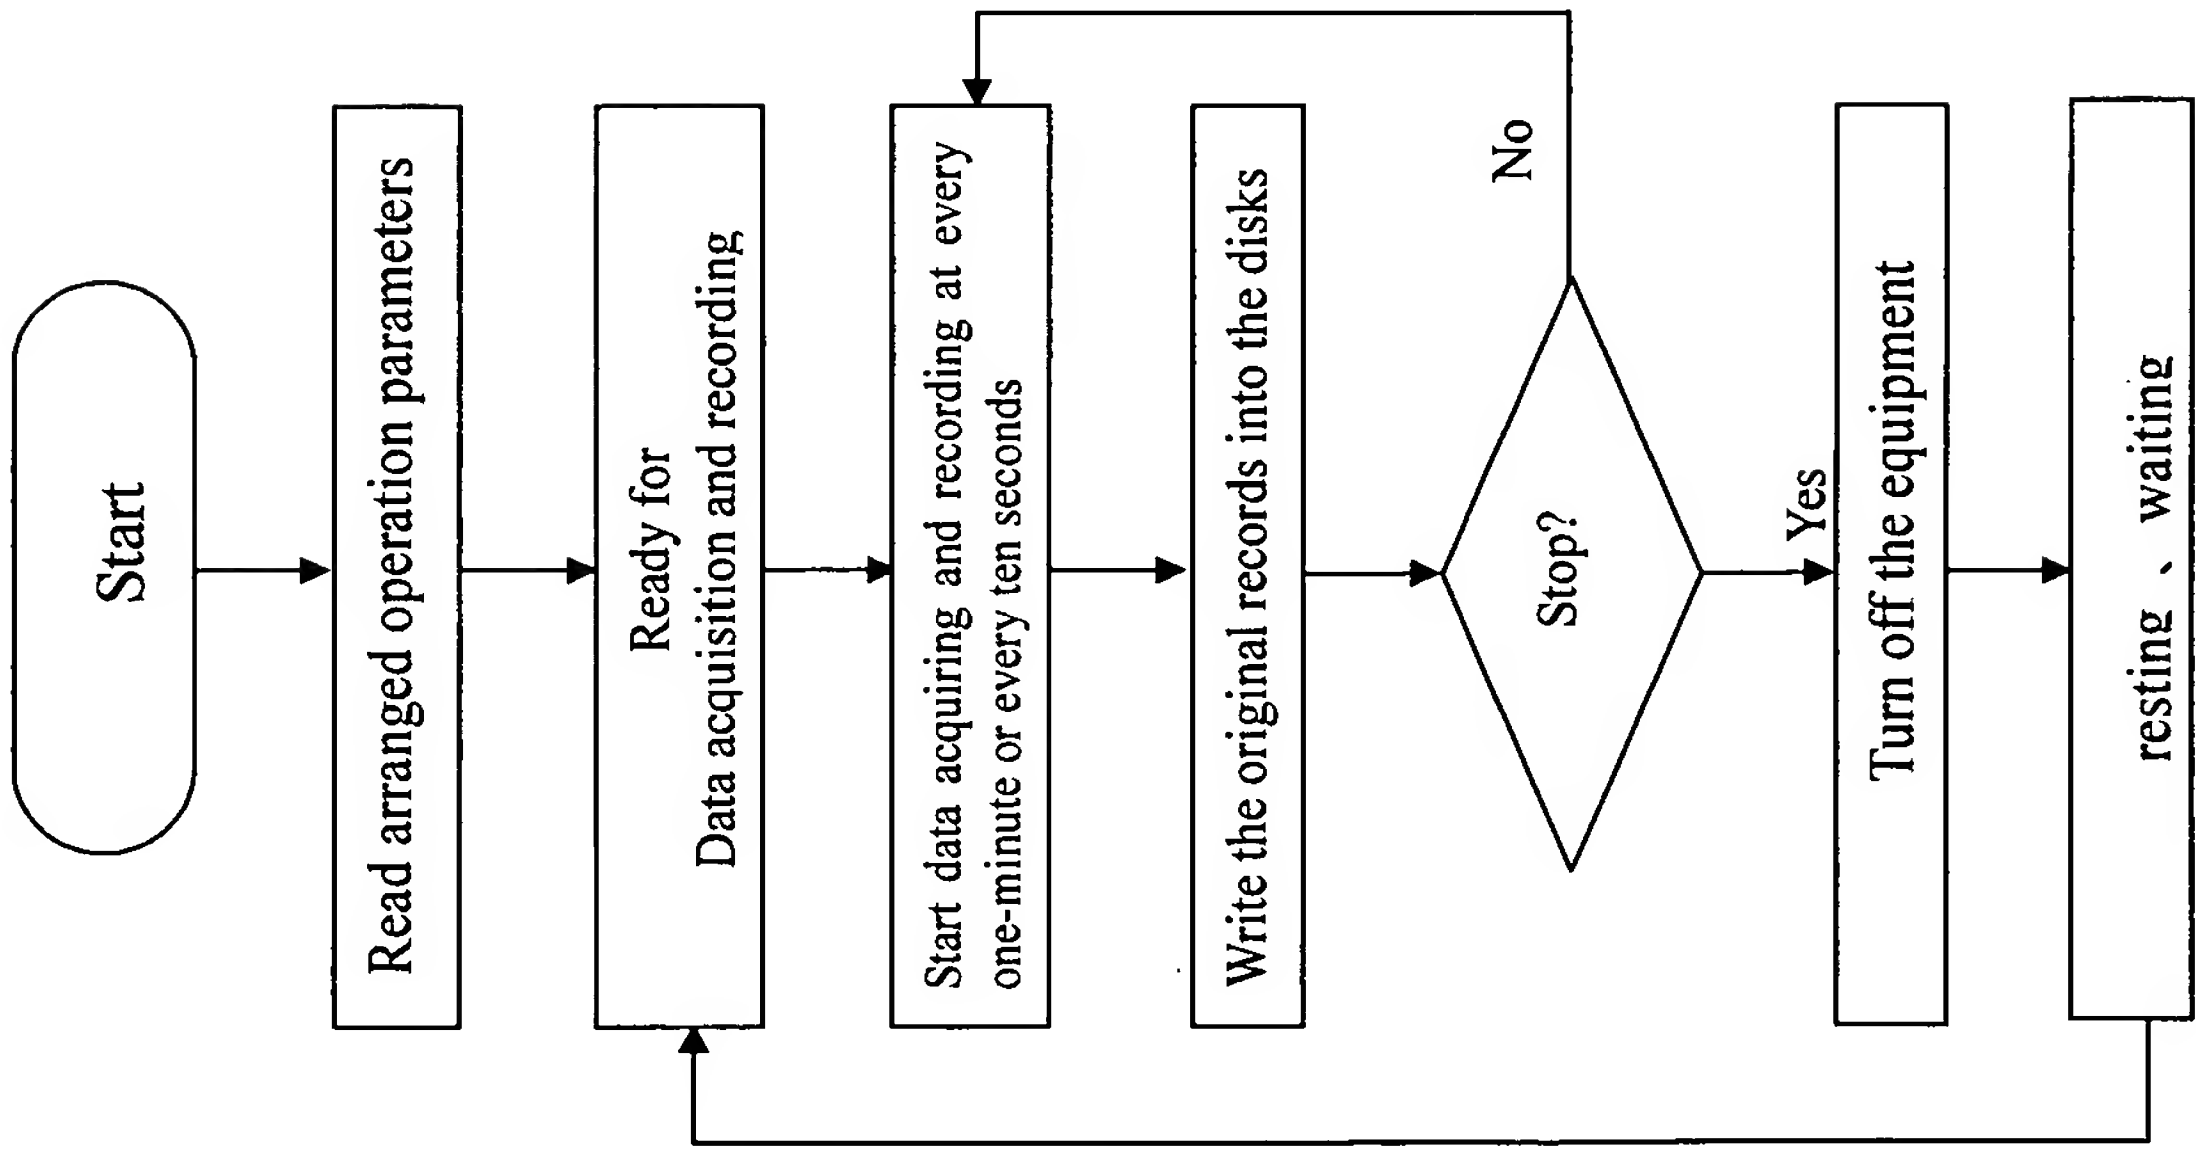 Start
Read arranged operation parameters
Ready for
Data acquisition and recording
Start data acquiring and recording at every
one-minute or every ten seconds
Write the original records into the disks
Stop?
No
Yes
Turn off the equipment
resting 、 waiting